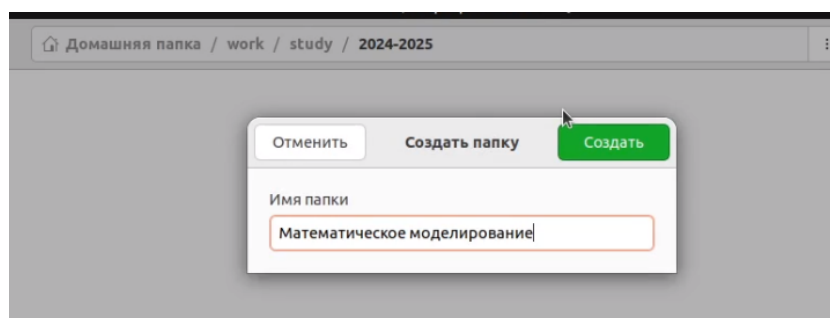 Домашняя папка / work / study / 2024-2025
Отменить Создать папку Создать
Имя папки
Математическое моделирование